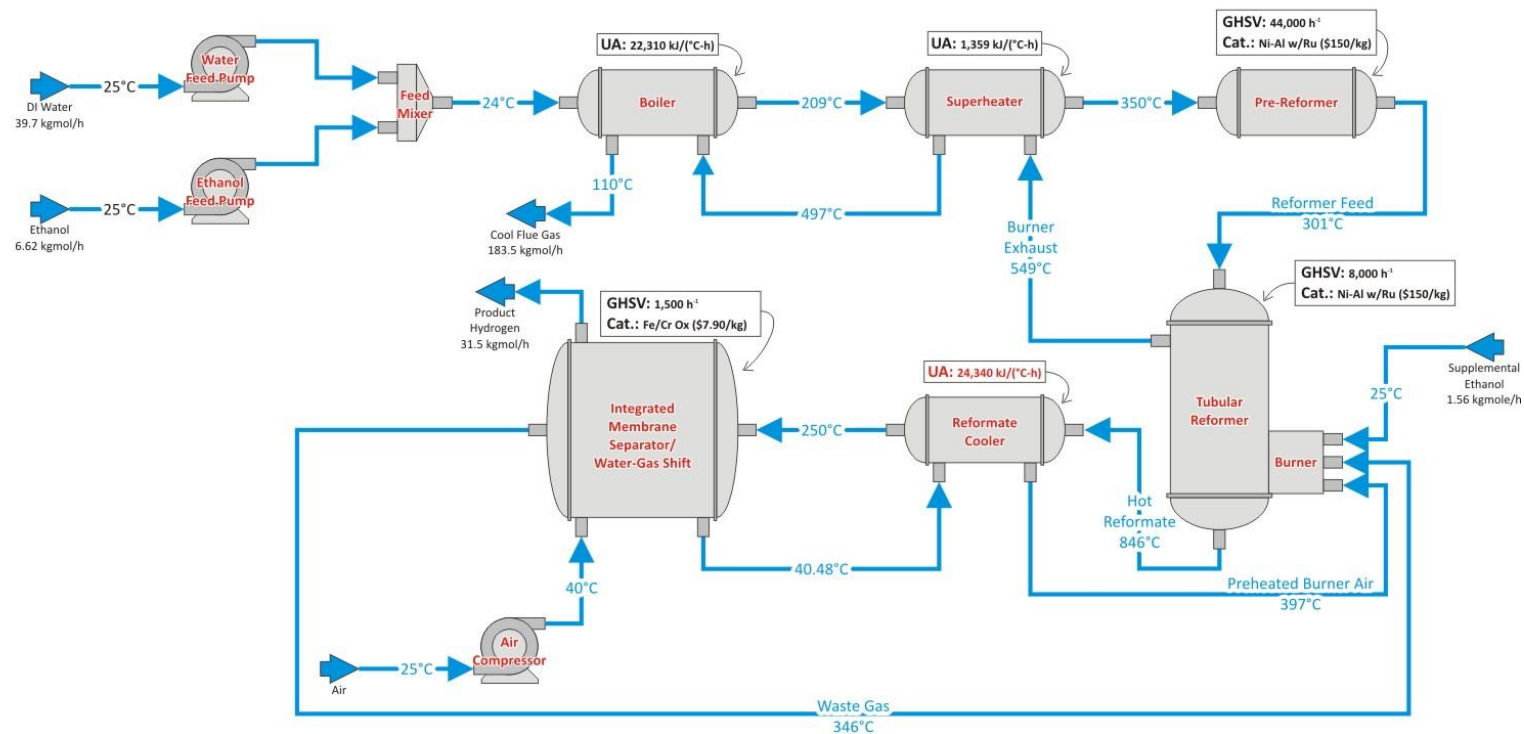 GHSV: 44,000 h⁻¹
Cat.: Ni-Al w/Ru ($150/kg)
UA: 22,310 kJ/(°C-h)
UA: 1,359 kJ/(°C-h)
Water
Feed Pump
25°C
DI Water
39.7 kgmol/h
Feed
Mixer
24°C
Boiler
209°C
Superheater
350°C
Pre-Reformer
Ethanol
Feed Pump
25°C
Ethanol
6.62 kgmol/h
110°C
497°C
Cool Flue Gas
183.5 kgmol/h
Burner
Exhaust
549°C
Reformer Feed
301°C
GHSV: 8,000 h⁻¹
Cat.: Ni-Al w/Ru ($150/kg)
GHSV: 1,500 h⁻¹
Cat.: Fe/Cr Ox ($7.90/kg)
Product
Hydrogen
31.5 kgmol/h
UA: 24,340 kJ/(°C-h)
Supplemental
Ethanol
1.56 kgmole/h
25°C
Integrated
Membrane
Separator/
Water-Gas Shift
250°C
Reformate
Cooler
Tubular
Reformer
Burner
Hot
Reformate
846°C
40.48°C
40°C
Preheated Burner Air
397°C
Air
Compressor
25°C
Air
Waste Gas
346°C